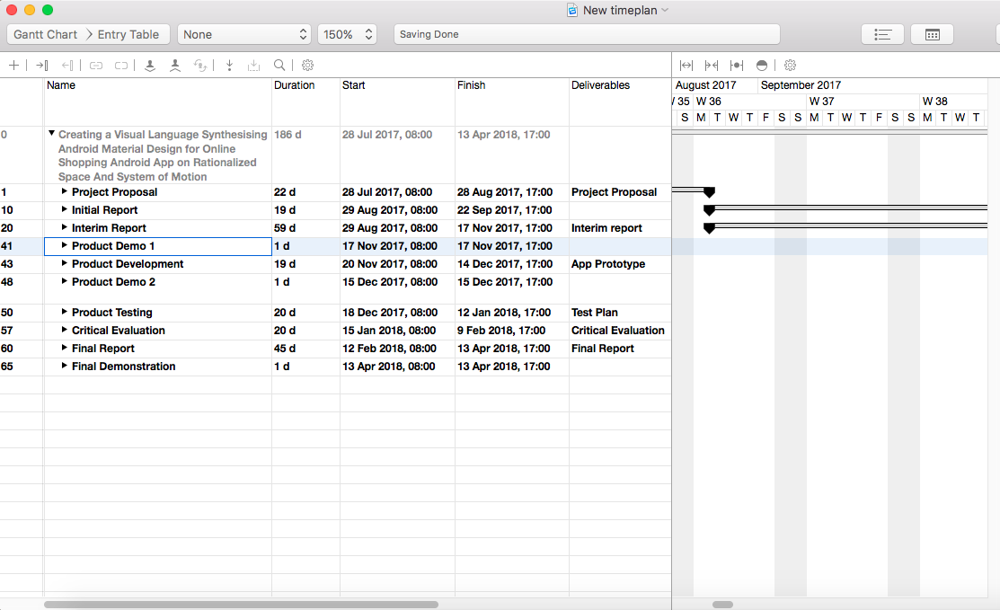 New timeplan
Gantt Chart Entry Table None 150% Saving Done
Name Duration Start Finish Deliverables August 2017 September 2017
/ 35 W 36 W 37 W 38
S M T W T F S S M T W T F S S M T W T
0 Creating a Visual Language Synthesising 186 d 28 Jul 2017, 08:00 13 Apr 2018, 17:00
Android Material Design for Online
Shopping Android App on Rationalized
Space And System of Motion
1 Project Proposal 22 d 28 Jul 2017, 08:00 28 Aug 2017, 17:00 Project Proposal
10 Initial Report 19 d 29 Aug 2017, 08:00 22 Sep 2017, 17:00
20 Interim Report 59 d 29 Aug 2017, 08:00 17 Nov 2017, 17:00 Interim report
41 Product Demo 1 1 d 17 Nov 2017, 08:00 17 Nov 2017, 17:00
43 Product Development 19 d 20 Nov 2017, 08:00 14 Dec 2017, 17:00 App Prototype
48 Product Demo 2 1 d 15 Dec 2017, 08:00 15 Dec 2017, 17:00
50 Product Testing 20 d 18 Dec 2017, 08:00 12 Jan 2018, 17:00 Test Plan
57 Critical Evaluation 20 d 15 Jan 2018, 08:00 9 Feb 2018, 17:00 Critical Evaluation
60 Final Report 45 d 12 Feb 2018, 08:00 13 Apr 2018, 17:00 Final Report
65 Final Demonstration 1 d 13 Apr 2018, 08:00 13 Apr 2018, 17:00